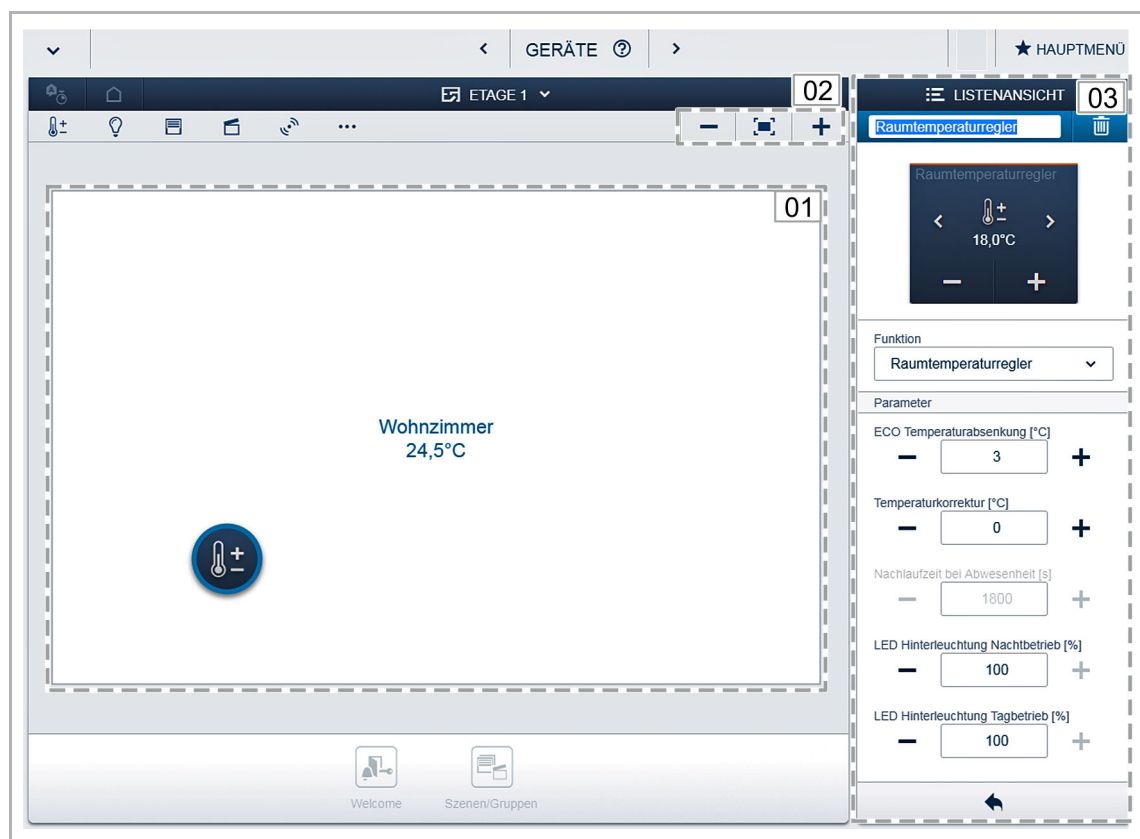 GERÄTE
HAUPTMENÜ
ETAGE 1
02
LISTENANSICHT
03
Raumtemperaturregler
01
Raumtemperaturregler
18,0°C
Funktion
Raumtemperaturregler
Parameter
ECO Temperaturabsenkung [°C]
3
Temperaturkorrektur [°C]
0
Nachlaufzeit bei Abwesenheit [s]
1800
LED Hinterleuchtung Nachtbetrieb [%]
100
LED Hinterleuchtung Tagbetrieb [%]
100
Wohnzimmer
24,5°C
Welcome
Szenen/Gruppen